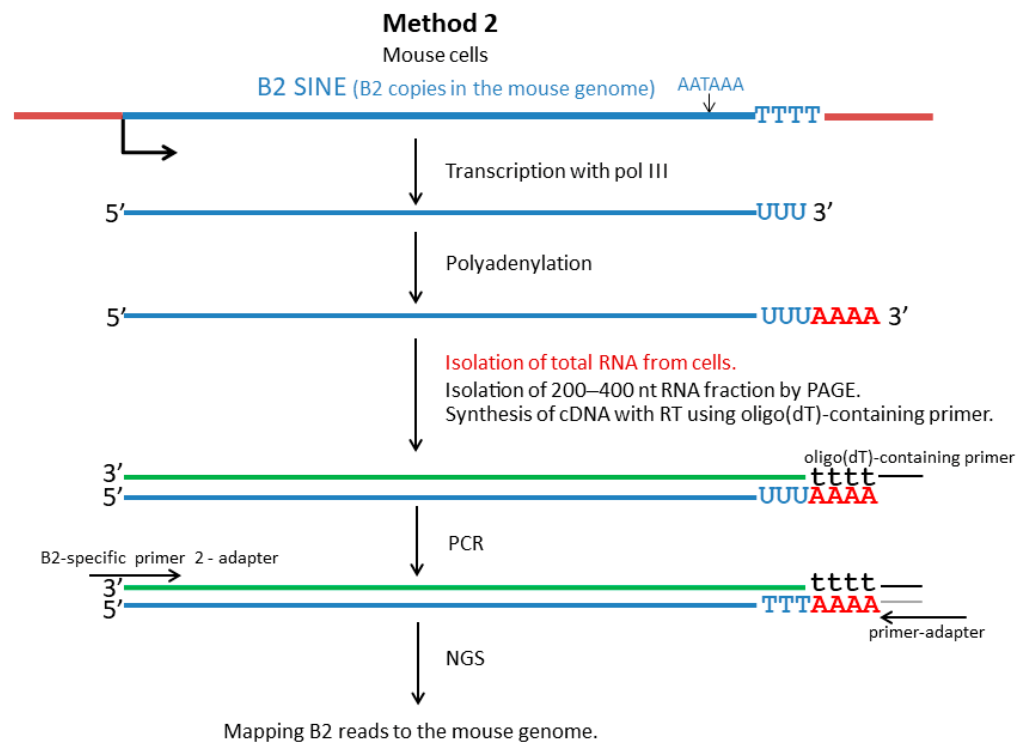 Method 2
Mouse cells
B2 SINE (B2 copies in the mouse genome) AATAAA
TTTT
Transcription with pol III
5’ UUU 3’
Polyadenylation
5’ UUUAAAA 3’
Isolation of total RNA from cells.
Isolation of 200–400 nt RNA fraction by PAGE.
Synthesis of cDNA with RT using oligo(dT)-containing primer.
oligo(dT)-containing primer
3’ tttt
5’ UUUAAAA
PCR
B2-specific primer 2 - adapter
3’ tttt
5’ TTTAAAA
primer-adapter
NGS
Mapping B2 reads to the mouse genome.